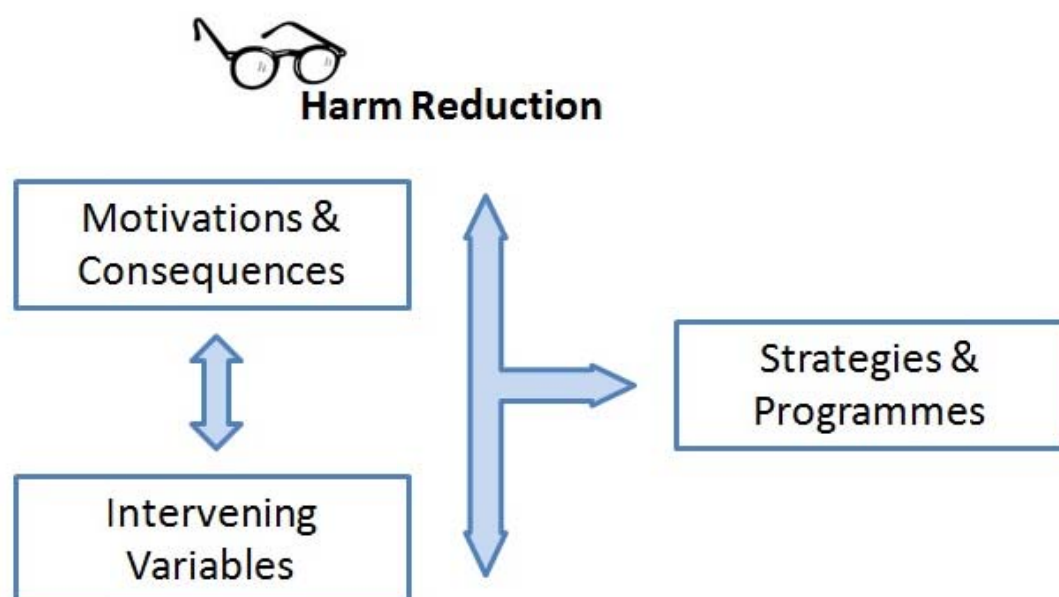 Harm Reduction
Motivations &
Consequences
Strategies &
Programmes
Intervening
Variables